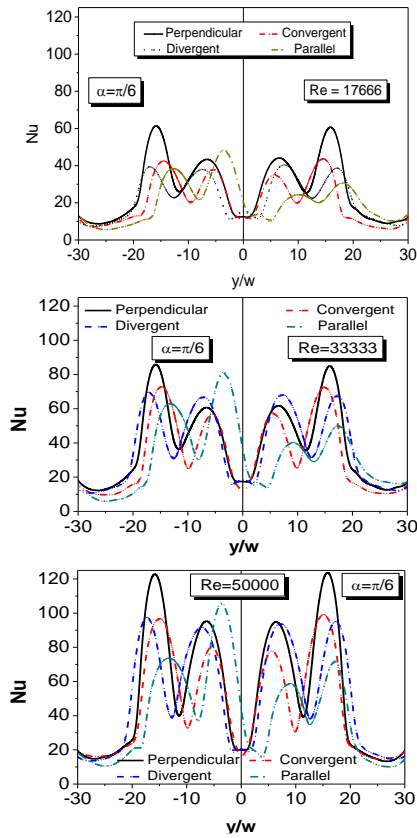 120
100
80
60
40
20
0
Nu
Perpendicular
Convergent
Divergent
Parallel
α=π/6
Re = 17666
-30 -20 -10 0 10 20 30
y/w
120
100
80
60
40
20
0
Nu
Perpendicular
Convergent
Divergent
Parallel
α=π/6
Re=33333
-30 -20 -10 0 10 20 30
y/w
120
100
80
60
40
20
0
Nu
Re=50000
α=π/6
Perpendicular
Convergent
Divergent
Parallel
-30 -20 -10 0 10 20 30
y/w